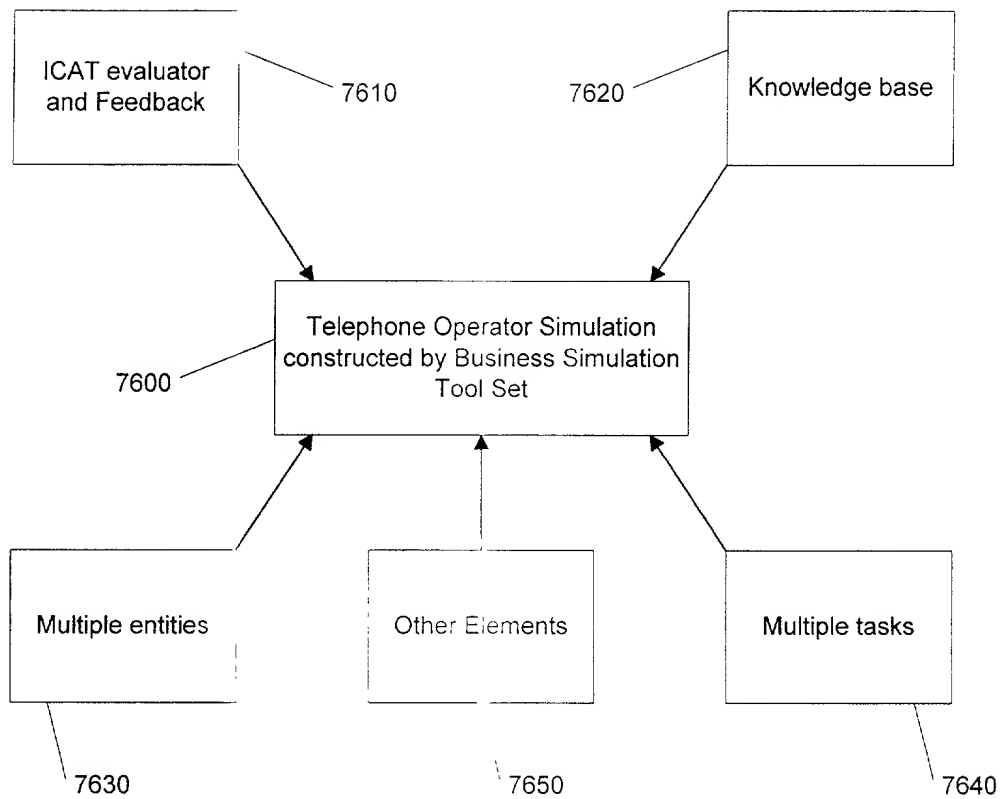 ICAT evaluator
and Feedback
7610
7620
Knowledge base
Telephone Operator Simulation
constructed by Business Simulation
Tool Set
7600
Multiple entities
Other Elements
Multiple tasks
7630
7650
7640